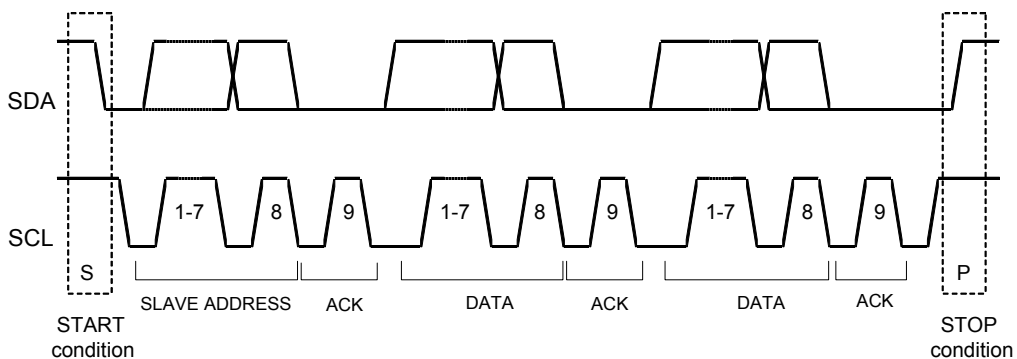 SDA
1-7 8 9 1-7 8 9 1-7 8 9
SCL
S P
SLAVE ADDRESS ACK DATA ACK DATA ACK
START
condition
STOP
condition